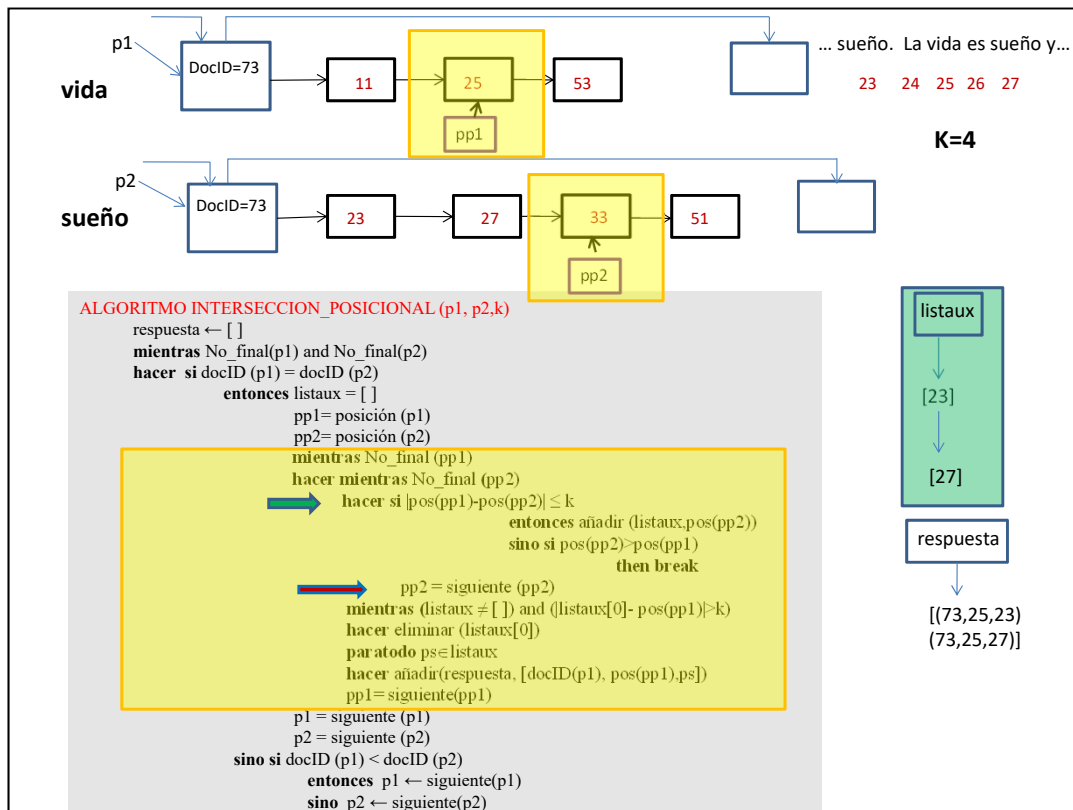 p1
DocID=73
vida
11
25
53
pp1
... sueño. La vida es sueño y...
23 24 25 26 27
K=4
p2
DocID=73
sueño
23
27
33
51
pp2
ALGORITMO INTERSECCION_POSICIONAL (p1, p2,k)
respuesta ← [ ]
mientras No_final(p1) and No_final(p2)
hacer si docID (p1) = docID (p2)
entonces listaux = [ ]
pp1= posición (p1)
pp2= posición (p2)
mientras No_final (pp1)
hacer mientras No_final (pp2)
hacer si |pos(pp1)-pos(pp2)| ≤ k
entonces añadir (listaux,pos(pp2))
sino si pos(pp2)>pos(pp1)
then break
pp2 = siguiente (pp2)
mientras (listaux ≠ [ ]) and (|listaux[0]- pos(pp1)|>k)
hacer eliminar (listaux[0])
paratodo ps∈listaux
hacer añadir(respuesta, [docID(p1), pos(pp1),ps])
pp1= siguiente(pp1)
p1 = siguiente (p1)
p2 = siguiente (p2)
sino si docID (p1) < docID (p2)
entonces p1 ← siguiente(p1)
sino p2 ← siguiente(p2)
listaux
[23]
[27]
respuesta
[(73,25,23)
(73,25,27)]